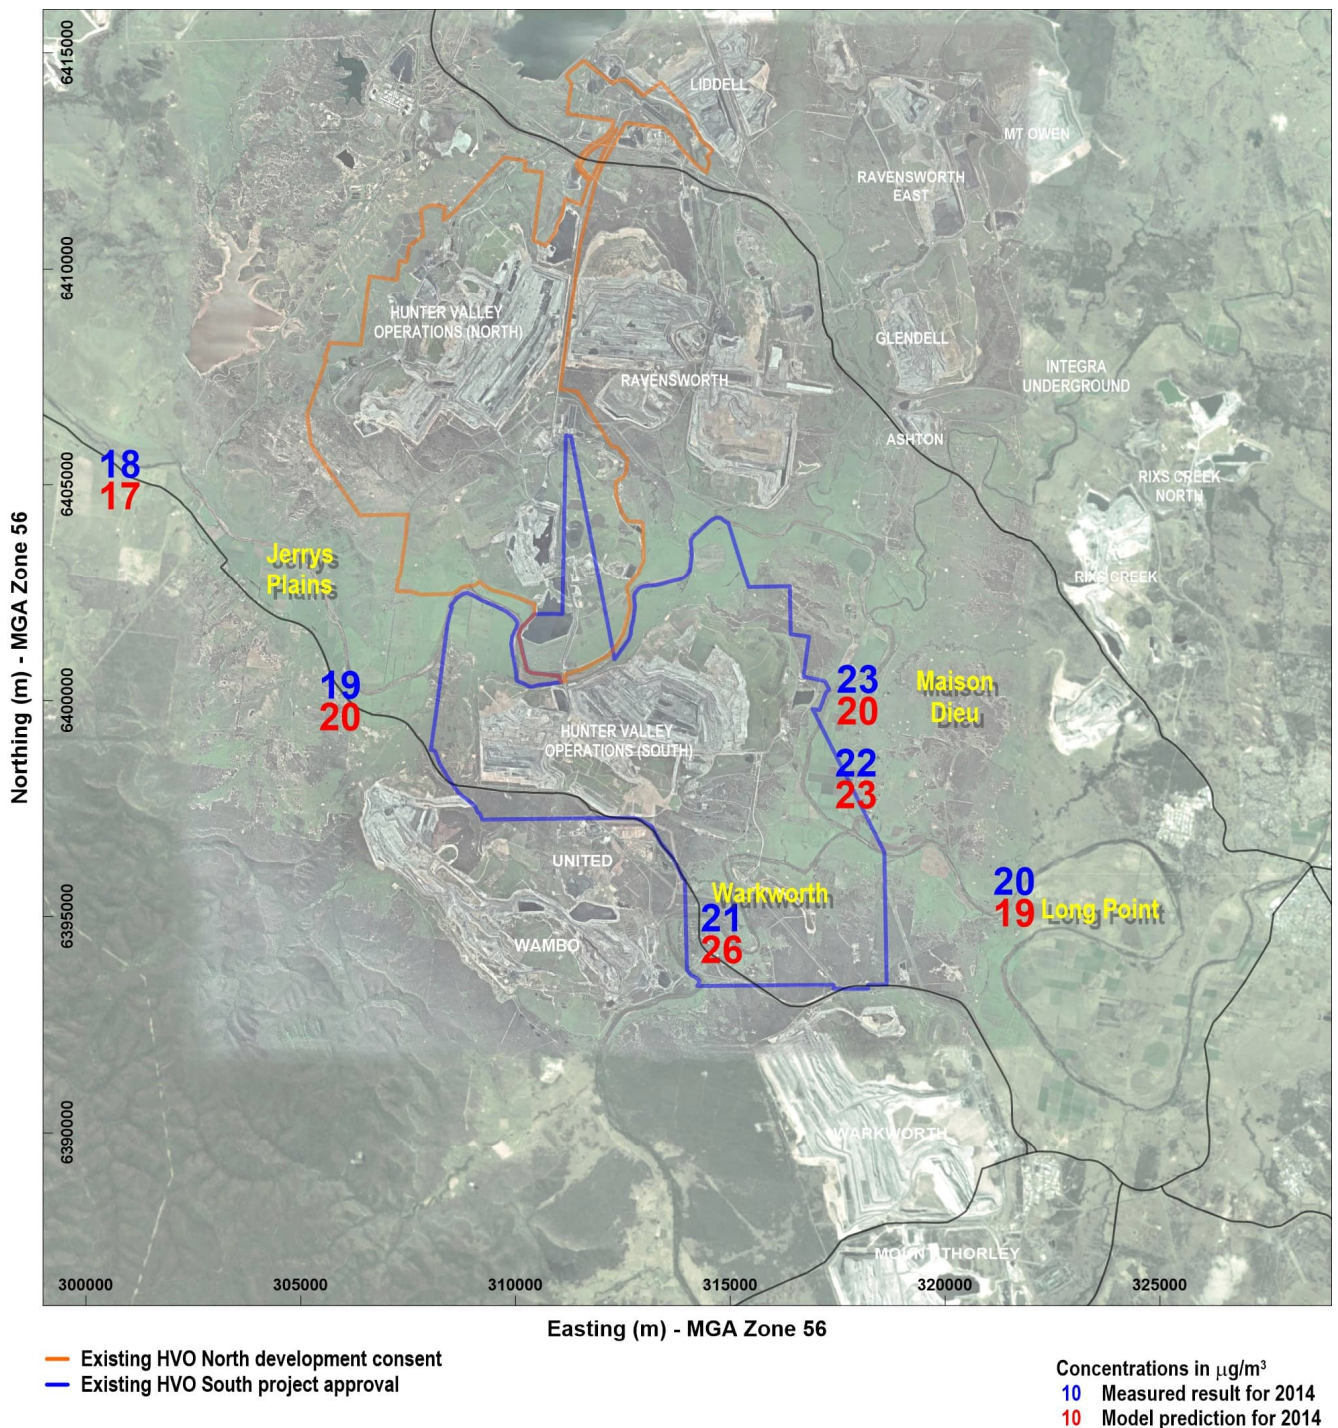 6415000
LIDDELL
MT OWEN
RAVENSWORTH
EAST
6410000
HUNTER VALLEY
OPERATIONS (NORTH)
GLENDELL
INTEGRA
UNDERGROUND
RAVENSWORTH
ASHTON
18
17
6405000
RIXS CREEK
NORTH
Jerrys
Plains
RIXS CREEK
Northing (m) - MGA Zone 56
19
20
6400000
23
20
Maison
Dieu
HUNTER VALLEY
OPERATIONS (SOUTH)
22
23
UNITED
20
19
Long Point
Warkworth
21
26
6395000
WAMBO
6390000
WARKWORTH
MOUNT THORLEY
300000
305000
310000
315000
320000
325000
Easting (m) - MGA Zone 56
Existing HVO North development consent
Existing HVO South project approval
Concentrations in µg/m³
10 Measured result for 2014
10 Model prediction for 2014